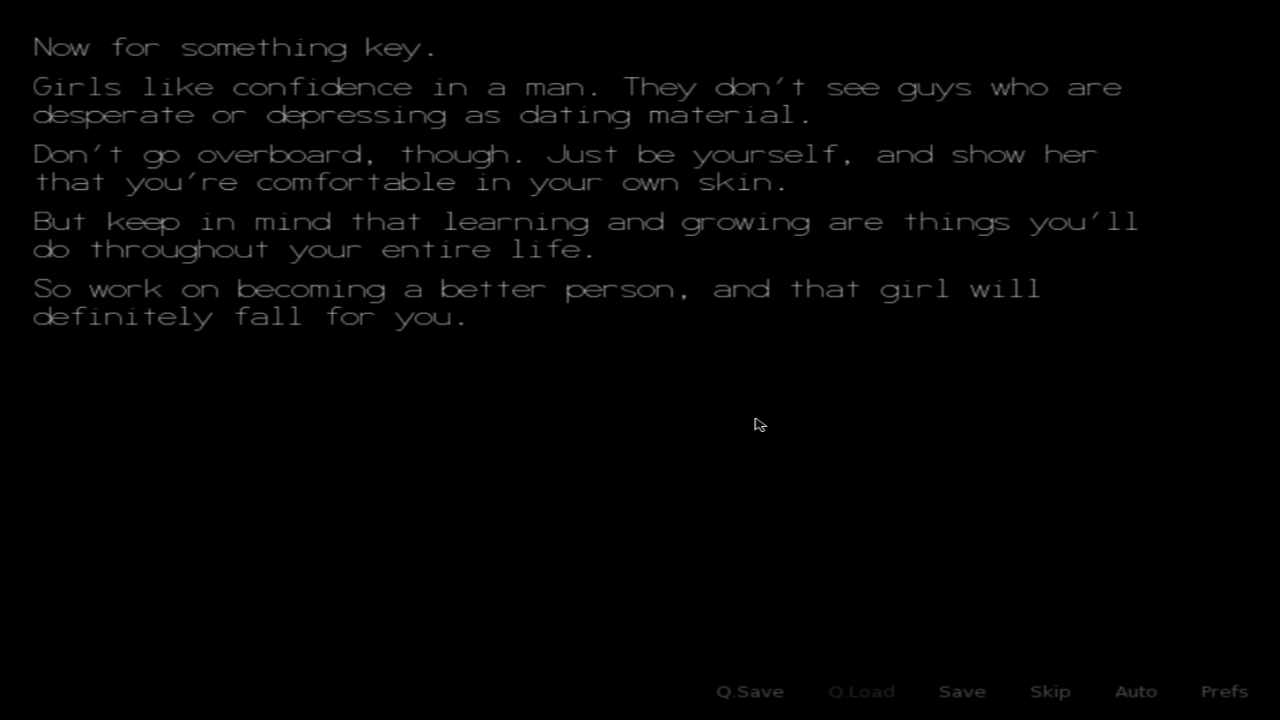 Now for something key.
Girls like confidence in a man. They don't see guys who are
desperate or depressing as dating material.
Don't go overboard, though. Just be yourself, and show her
that you're comfortable in your own skin.
But keep in mind that learning and growing are things you'll
do throughout your entire life.
So work on becoming a better person, and that girl will
definitely fall for you.
Q.Save Q.Load Save Skip Auto Prefs